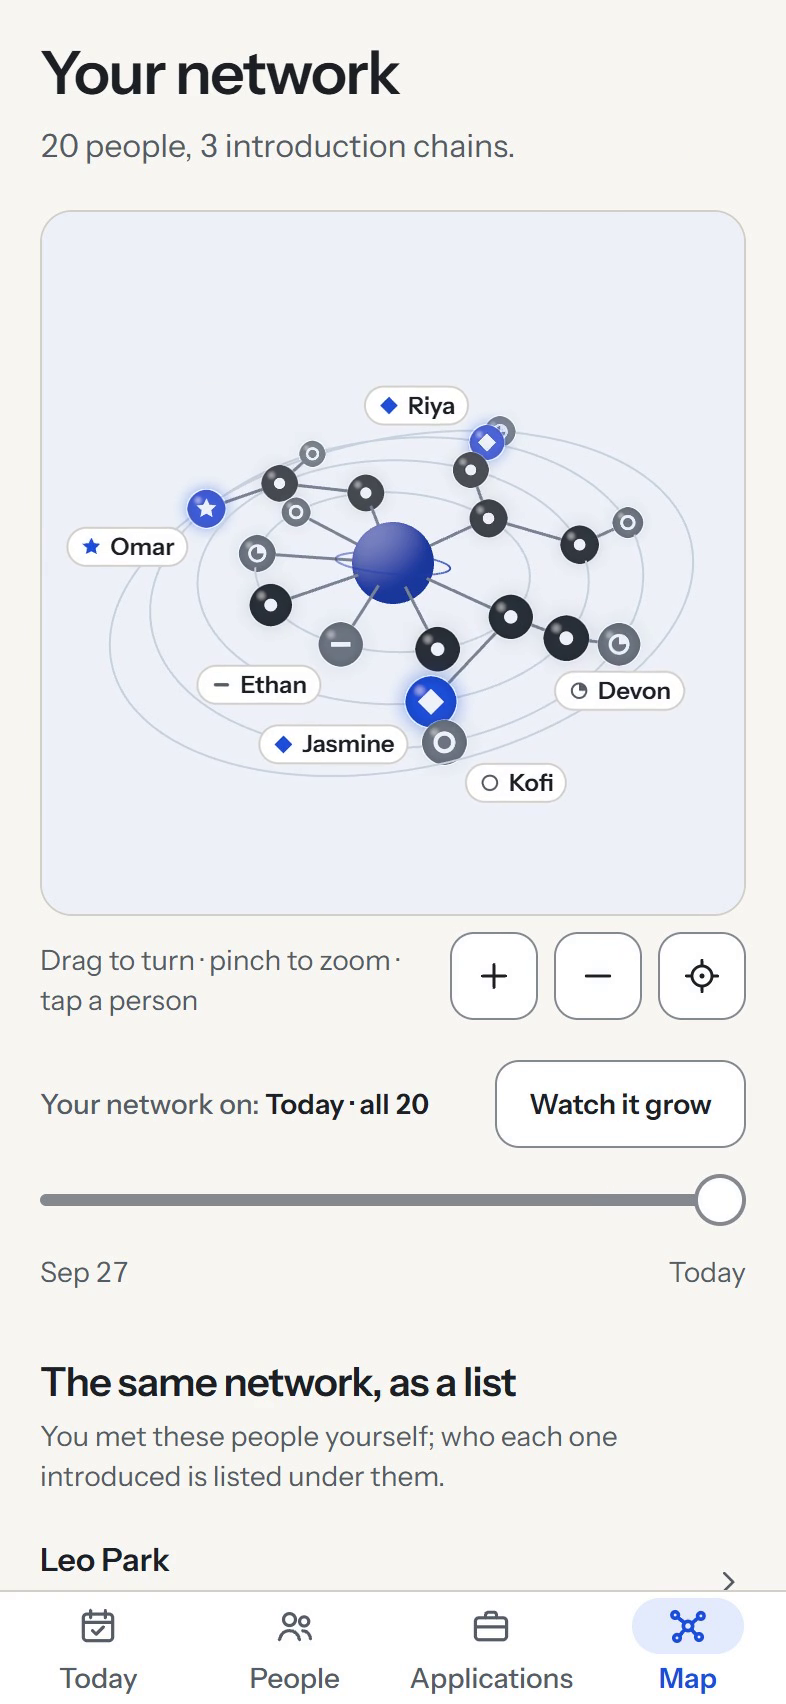 Your network
20 people, 3 introduction chains.
Riya
Omar
Ethan
Devon
Jasmine
Kofi
Drag to turn · pinch to zoom ·
tap a person
Your network on: Today · all 20
Watch it grow
Sep 27
Today
The same network, as a list
You met these people yourself; who each one
introduced is listed under them.
Leo Park
Today
People
Applications
Map